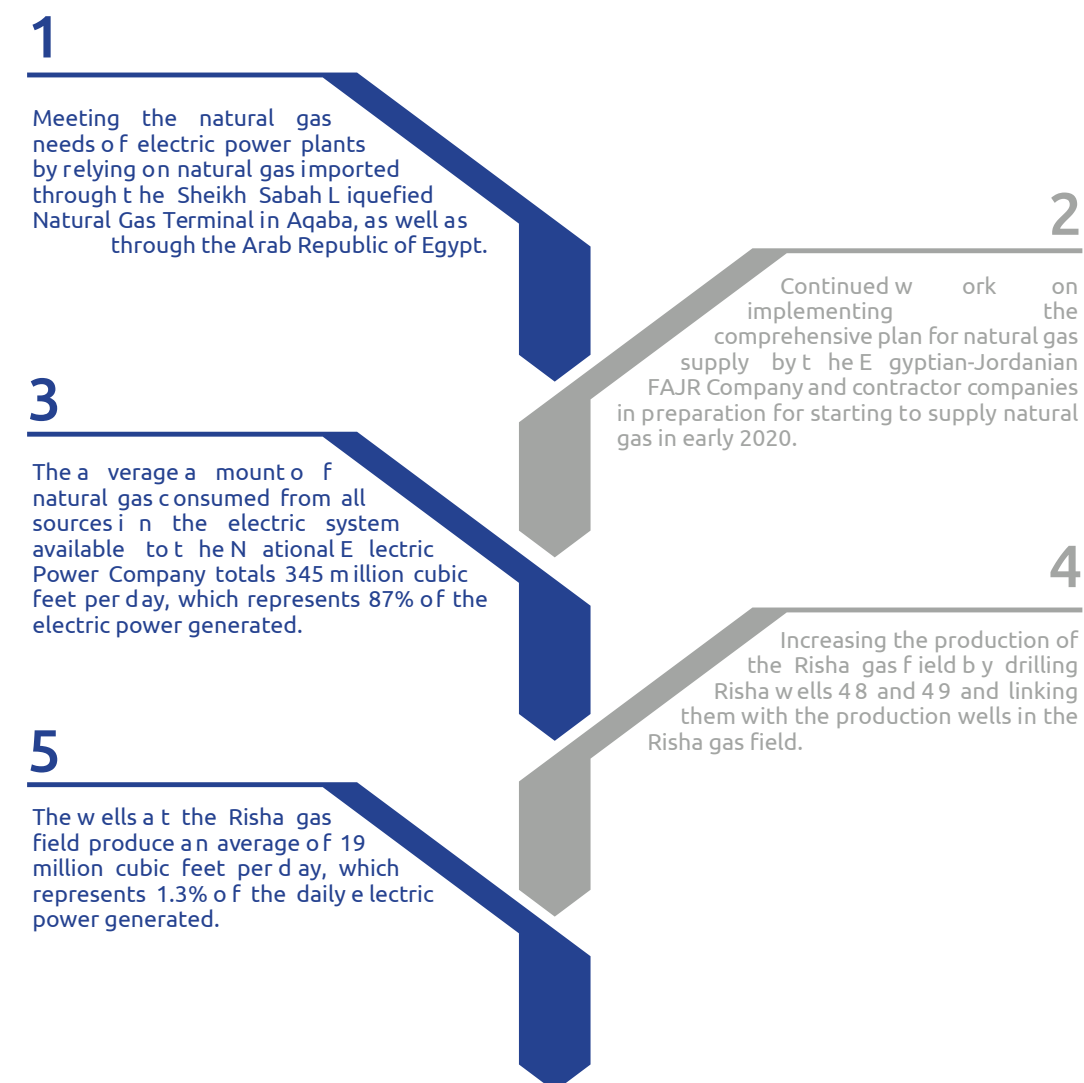 1
Meeting the natural gas
needs of electric power plants
by relying on natural gas imported
through the Sheikh Sabah Liquefied
Natural Gas Terminal in Aqaba, as well as
through the Arab Republic of Egypt.
2
Continued work on
implementing the
comprehensive plan for natural gas
supply by the Egyptian-Jordanian
FAJR Company and contractor companies
in preparation for starting to supply natural
gas in early 2020.
3
The average amount of
natural gas consumed from all
sources in the electric system
available to the National Electric
Power Company totals 345 million cubic
feet per day, which represents 87% of the
electric power generated.
4
Increasing the production of
the Risha gas field by drilling
Risha wells 48 and 49 and linking
them with the production wells in the
Risha gas field.
5
The wells at the Risha gas
field produce an average of 19
million cubic feet per day, which
represents 1.3% of the daily electric
power generated.